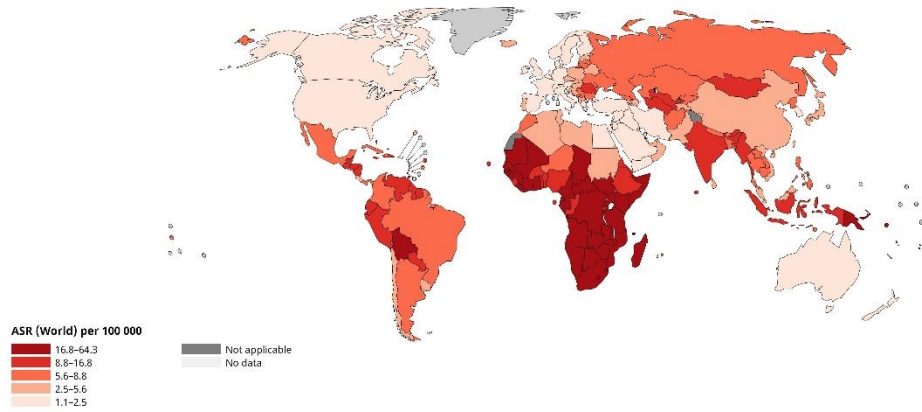 ASR (World) per 100 000
16.8–64.3
8.8–16.8
5.6–8.8
2.5–5.6
1.1–2.5
Not applicable
No data